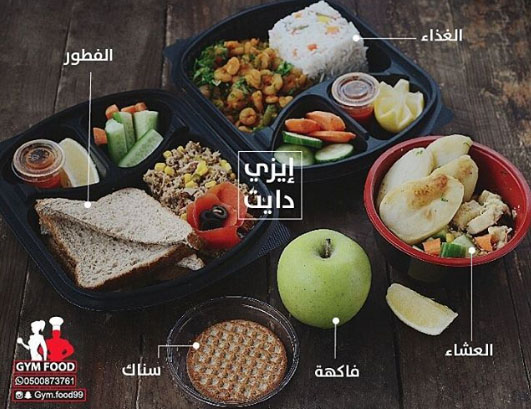 الغذاء
الفطور
إيزي
دايت
العشاء
فاكهة
سناك
GYM FOOD
0500873761
Gym.food99